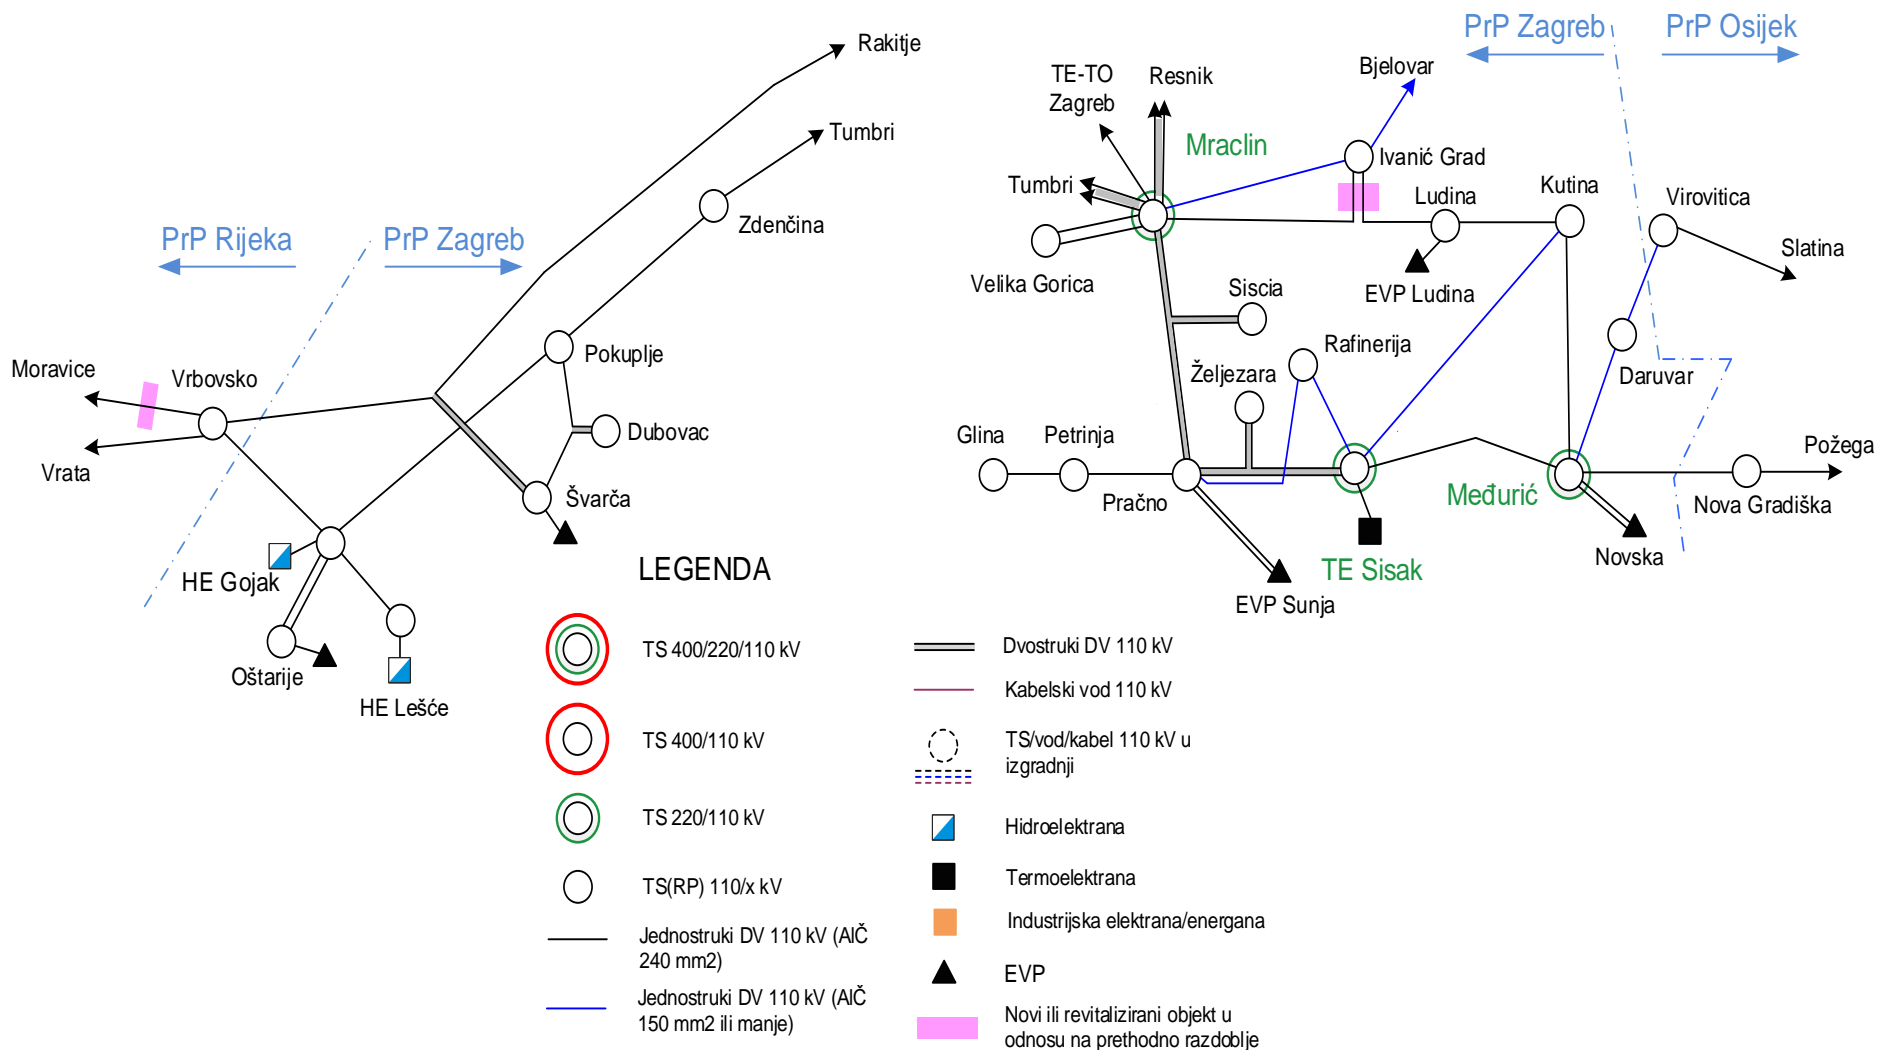 Rakitje
Tumbri
Zdenčina
PrP Rijeka
PrP Zagreb
Pokuplje
Moravice
Vrbovsko
Dubovac
Vrata
Švarča
HE Gojak
Oštarije
HE Lešće
PrP Zagreb
PrP Osijek
TE-TO
Zagreb
Resnik
Bjelovar
Mraclin
Ivanić Grad
Tumbri
Ludina
Kutina
Virovitica
Slatina
Velika Gorica
Siscia
EVP Ludina
Rafinerija
Željezara
Daruvar
Glina
Petrinja
Požega
Pračno
Međurić
Nova Gradiška
TE Sisak
Novska
EVP Sunja
LEGENDA
TS 400/220/110 kV
TS 400/110 kV
TS 220/110 kV
TS(RP) 110/x kV
Jednostruki DV 110 kV (AlČ
240 mm2)
Jednostruki DV 110 kV (AlČ
150 mm2 ili manje)
Dvostruki DV 110 kV
Kabelski vod 110 kV
TS/vod/kabel 110 kV u
izgradnji
Hidroelektrana
Termoelektrana
Industrijska elektrana/energana
EVP
Novi ili revitalizirani objekt u
odnosu na prethodno razdoblje